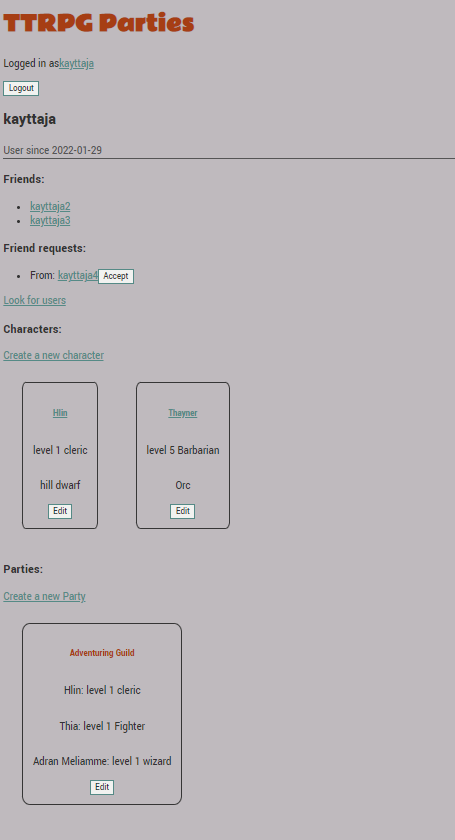 TTRPG Parties
Logged in askayttaja
Logout
kayttaja
User since 2022-01-29
Friends:
kayttaja2
kayttaja3
Friend requests:
From: kayttaja4 Accept
Look for users
Characters:
Create a new character
Hlin
level 1 cleric
hill dwarf
Edit
Thayner
level 5 Barbarian
Orc
Edit
Parties:
Create a new Party
Adventuring Guild
Hlin: level 1 cleric
Thia: level 1 Fighter
Adran Meliamme: level 1 wizard
Edit